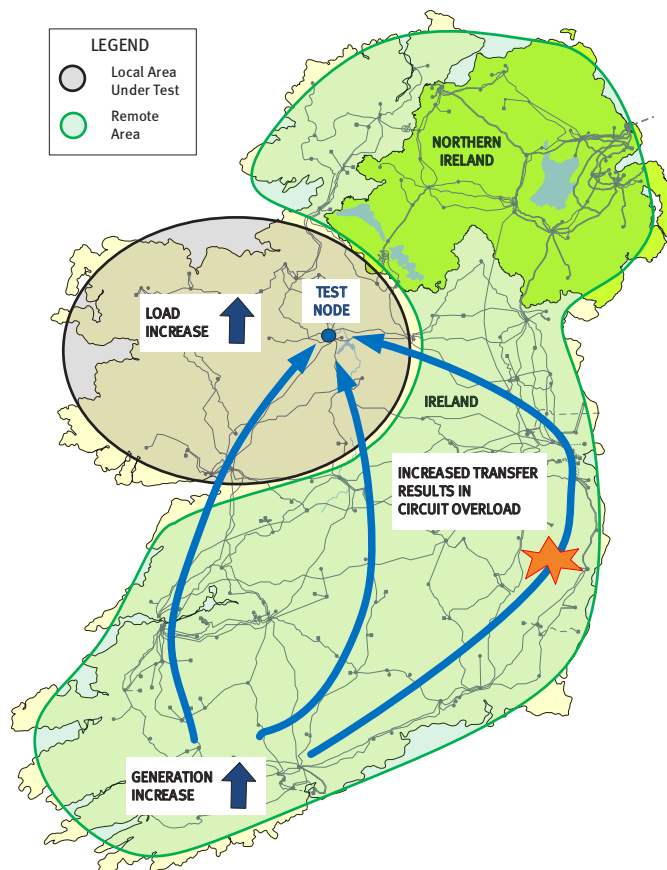 LEGEND
Local Area
Under Test
Remote
Area
NORTHERN
IRELAND
TEST
NODE
LOAD
INCREASE
IRELAND
INCREASED TRANSFER
RESULTS IN
CIRCUIT OVERLOAD
GENERATION
INCREASE